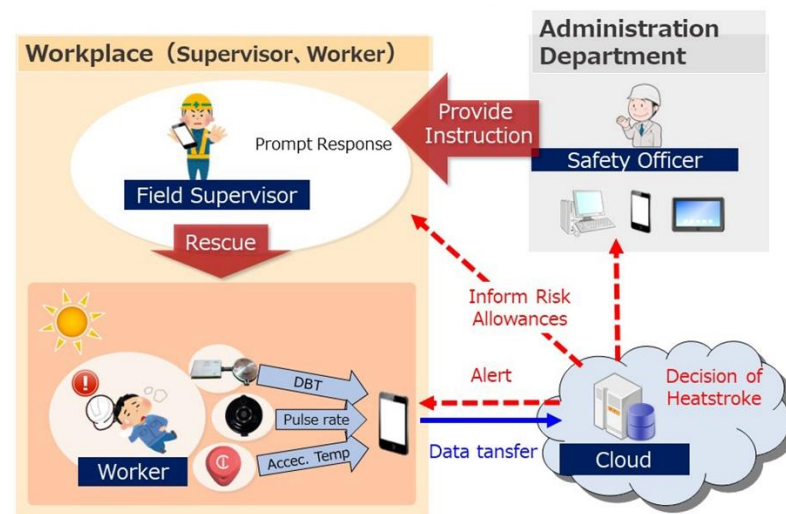 Workplace（Supervisor、Worker）
Administration
Department
Prompt Response
Field Supervisor
Provide
Instruction
Safety Officer
Rescue
Inform Risk
Allowances
DBT
Pulse rate
Accec. Temp
Worker
Alert
Data tansfer
Decision of
Heatstroke
Cloud